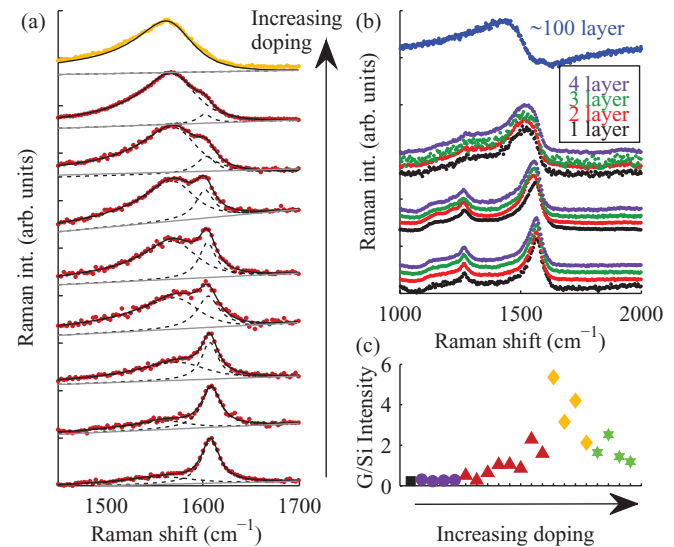 (a)
Increasing
doping
Raman int. (arb. units)
1500
1600
1700
Raman shift (cm−1)
(b)
~100 layer
4 layer
3 layer
2 layer
1 layer
Raman int. (arb. units)
1000
1500
2000
Raman shift (cm−1)
(c)
6
4
2
0
G/Si Intensity
Increasing doping